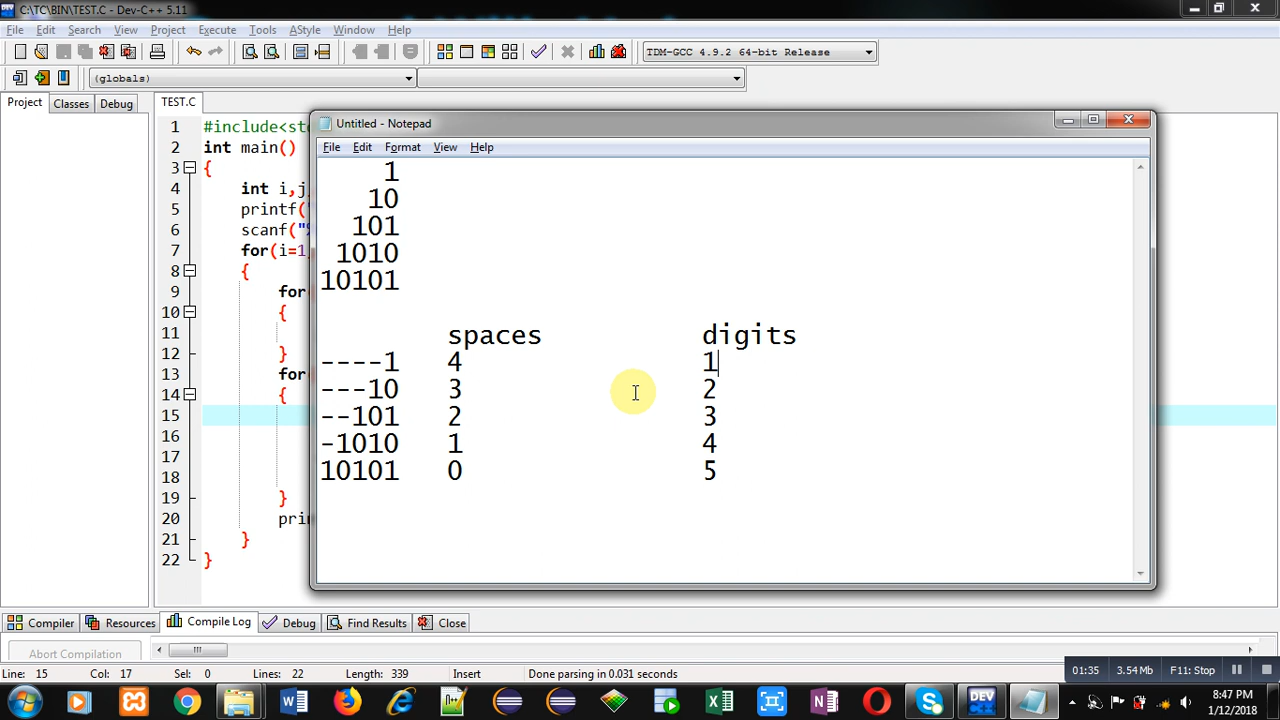 C:\TC\BIN\TEST.C - Dev-C++ 5.11
File Edit Search View Project Execute Tools AStyle Window Help
TDM-GCC 4.9.2 64-bit Release
(globals)
Project Classes Debug
TEST.C
1 #include<st
2 int main()
3 {
4 int i,j
5 printf("
6 scanf("%
7 for(i=1
8 {
9 for
10 {
11
12 }
13 for
14 {
15
16
17
18
19 }
20 prin
21 }
22 }
Untitled - Notepad
File Edit Format View Help
1
10
101
1010
10101
spaces digits
----1 4 1
---10 3 2
--101 2 3
-1010 1 4
10101 0 5
Compiler Resources Compile Log Debug Find Results Close
Abort Compilation
Line: 15 Col: 17 Sel: 0 Lines: 22 Length: 339 Insert Done parsing in 0.031 seconds
01:35 3.54 Mb F11: Stop
8:47 PM
1/12/2018